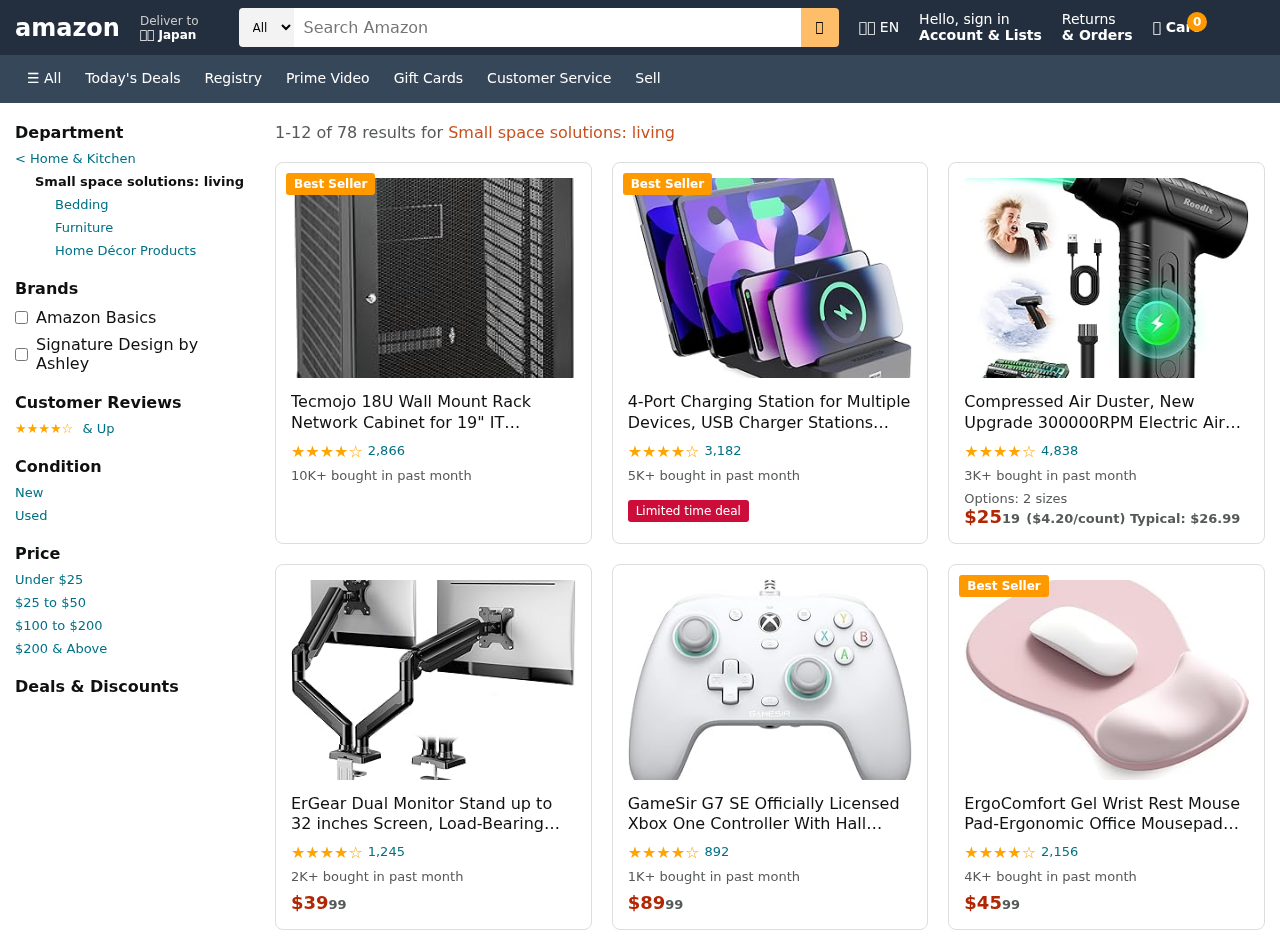 amazon
Deliver to
Japan
All
Search Amazon
EN
Hello, sign in
Account & Lists
Returns
& Orders
0
☰ All
Today's Deals
Registry
Prime Video
Gift Cards
Customer Service
Sell
Department
< Home & Kitchen
Small space solutions: living
Bedding
Furniture
Home Décor Products
Brands
Amazon Basics
Signature Design by
Ashley
Customer Reviews
★★★★☆ & Up
Condition
New
Used
Price
Under $25
$25 to $50
$100 to $200
$200 & Above
Deals & Discounts
1-12 of 78 results for Small space solutions: living
Best Seller
Tecmojo 18U Wall Mount Rack
Network Cabinet for 19" IT...
★★★★☆ 2,866
10K+ bought in past month
Best Seller
4-Port Charging Station for Multiple
Devices, USB Charger Stations...
★★★★☆ 3,182
5K+ bought in past month
Limited time deal
Roodix
Compressed Air Duster, New
Upgrade 300000RPM Electric Air...
★★★★☆ 4,838
3K+ bought in past month
Options: 2 sizes
$25 19 ($4.20/count) Typical: $26.99
ErGear Dual Monitor Stand up to
32 inches Screen, Load-Bearing...
★★★★☆ 1,245
2K+ bought in past month
$39 99
Y
X
B
A
GAMESIR
GameSir G7 SE Officially Licensed
Xbox One Controller With Hall...
★★★★☆ 892
1K+ bought in past month
$89 99
Best Seller
ErgoComfort Gel Wrist Rest Mouse
Pad-Ergonomic Office Mousepad...
★★★★☆ 2,156
4K+ bought in past month
$45 99